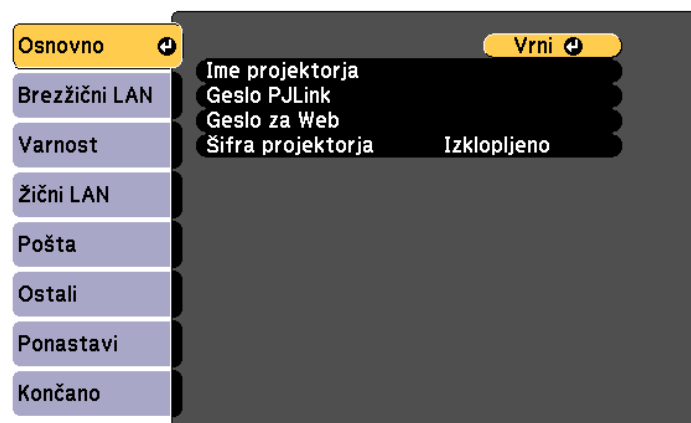 Osnovno
Brezžični LAN
Varnost
Žični LAN
Pošta
Ostali
Ponastavi
Končano
Vrni
Ime projektorja
Geslo PJLink
Geslo za Web
Šifra projektorja Izklopljeno